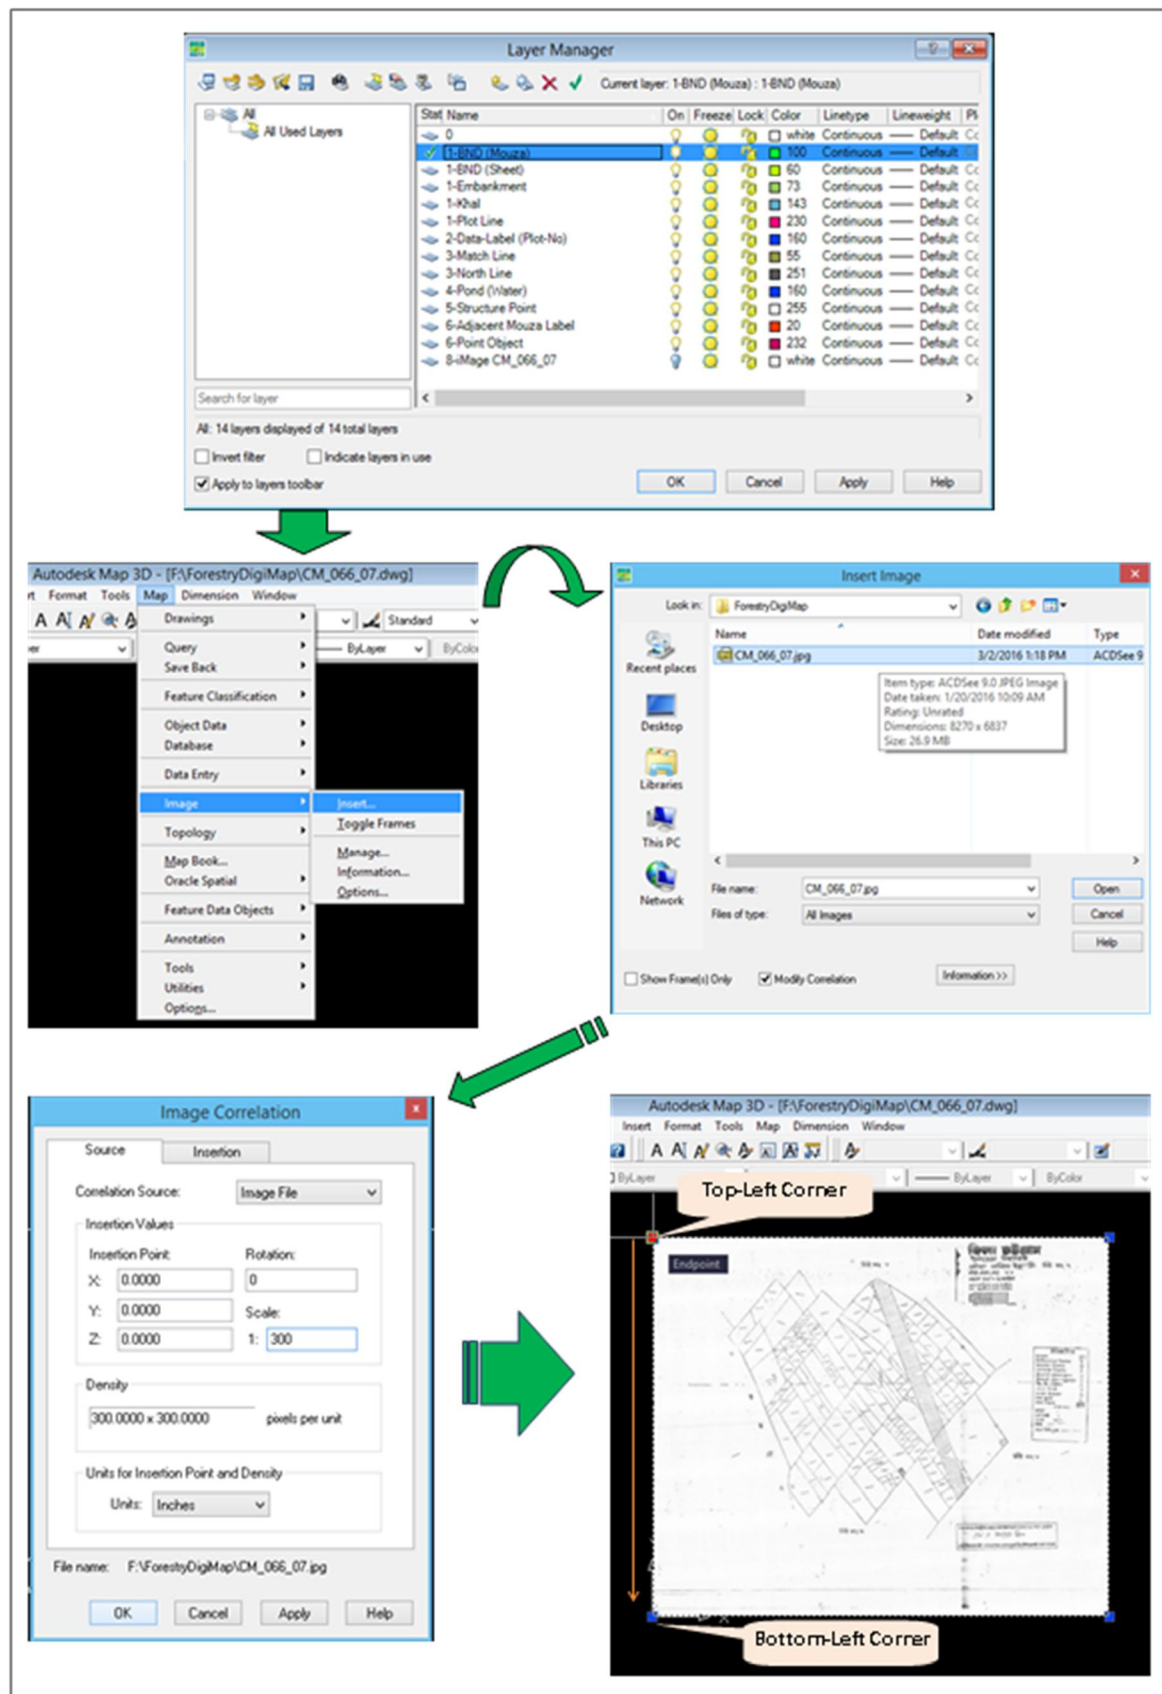 Layer Manager
Current layer: 1-BND (Mouza) : 1-BND (Mouza)
All
All Used Layers
Stat Name On Freeze Lock Color Linetype Lineweight
0 white Continuous Default
1-BND (Mouza) 100 Continuous Default
1-BND (Sheet) 60 Continuous Default
1-Embankment 73 Continuous Default
1-Khal 143 Continuous Default
1-Plot Line 230 Continuous Default
2-Data-Label (Plot-No) 160 Continuous Default
3-Match Line 55 Continuous Default
3-North Line 251 Continuous Default
4-Pond (Water) 160 Continuous Default
5-Structure Point 255 Continuous Default
6-Adjacent Mouza Label 20 Continuous Default
6-Point Object 232 Continuous Default
8-iMage CM_066_07 white Continuous Default
Search for layer
All: 14 layers displayed of 14 total layers
Invert filter Indicate layers in use
Apply to layers toolbar
OK Cancel Apply Help
Autodesk Map 3D - [F:\ForestryDigiMap\CM_066_07.dwg]
Format Tools Map Dimension Window
Standard
ByLayer ByColo
Drawings
Query
Save Back
Feature Classification
Object Data
Database
Data Entry
Image
Topology
Map Book...
Oracle Spatial
Feature Data Objects
Annotation
Tools
Utilities
Options...
Insert...
Toggle Frames
Manage...
Information...
Options...
Insert Image
Look in: ForestryDigiMap
Name Date modified Type
CM_066_07.jpg 3/2/2016 1:18 PM ACDSee 9
Item type: ACDSee 9.0 JPEG Image
Date taken: 1/20/2016 10:09 AM
Rating: Unrated
Dimensions: 8270 x 6837
Size: 26.9 MB
Recent places
Desktop
Libraries
This PC
Network
File name: CM_066_07.jpg Open
Files of type: All Images Cancel
Help
Show Frame(s) Only Modify Correlation Information >>
Image Correlation
Source Insertion
Correlation Source: Image File
Insertion Values
Insertion Point: Rotation:
X: 0.0000 0
Y: 0.0000 Scale:
Z: 0.0000 1: 300
Density
300.0000 x 300.0000 pixels per unit
Units for Insertion Point and Density
Units: Inches
File name: F:\ForestryDigiMap\CM_066_07.jpg
OK Cancel Apply Help
Autodesk Map 3D - [F:\ForestryDigiMap\CM_066_07.dwg]
Insert Format Tools Map Dimension Window
ByLayer ByLayer ByColor
Top-Left Corner
Endpoint
Bottom-Left Corner